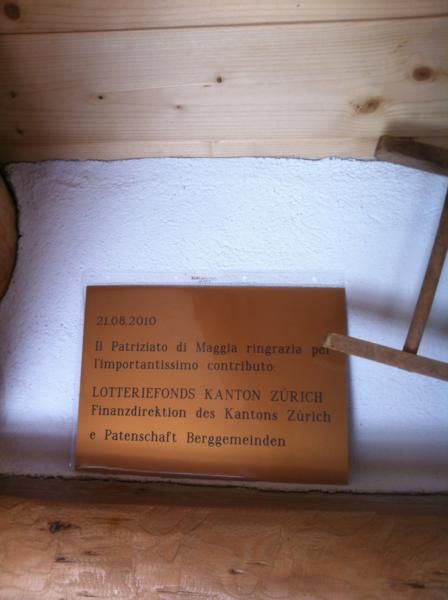 21.08.2010
Il Patriziato di Maggia ringrazia per
l'importantissimo contributo:
LOTTERIEFONDS KANTON ZÜRICH
Finanzdirektion des Kantons Zürich
e Patenschaft Berggemeinden